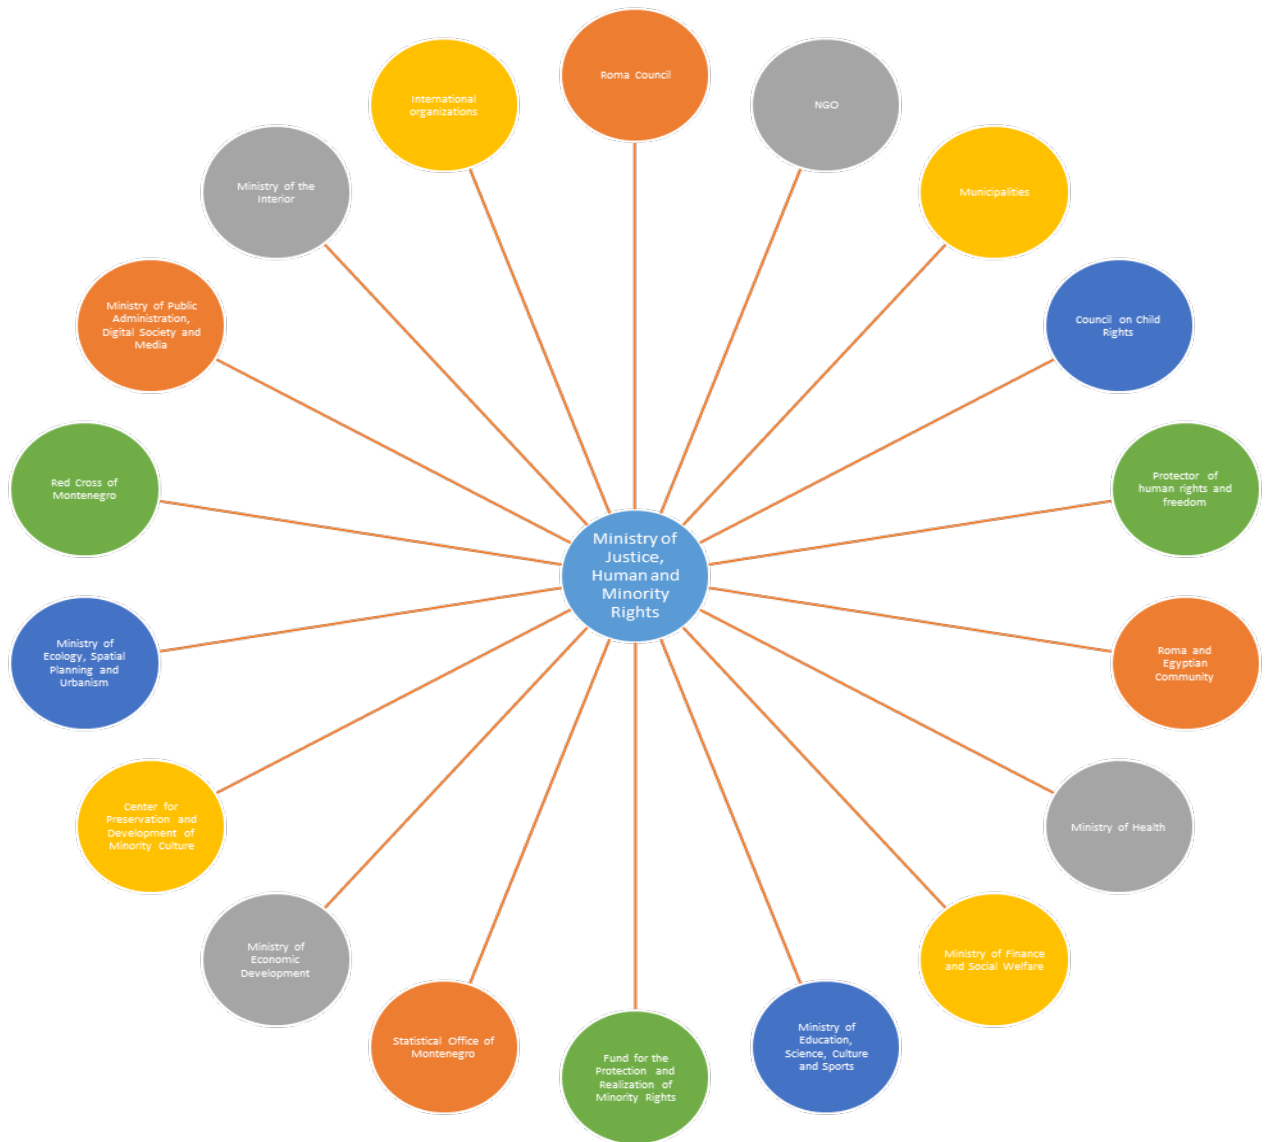 Roma Council
NGO
Municipalities
Council on Child
Rights
Protector of
human rights and
freedom
Roma and
Egyptian
Community
Ministry of Health
Ministry of Finance
and Social Welfare
Ministry of
Education,
Science, Culture
and Sports
Fund for the
Protection and
Realization of
Minority Rights
Statistical Office of
Montenegro
Ministry of
Economic
Development
Center for
Preservation and
Development of
Minority Culture
Ministry of
Ecology, Spatial
Planning and
Urbanism
Red Cross of
Montenegro
Ministry of Public
Administration,
Digital Society and
Media
Ministry of the
Interior
International
organizations
Ministry of
Justice,
Human and
Minority
Rights